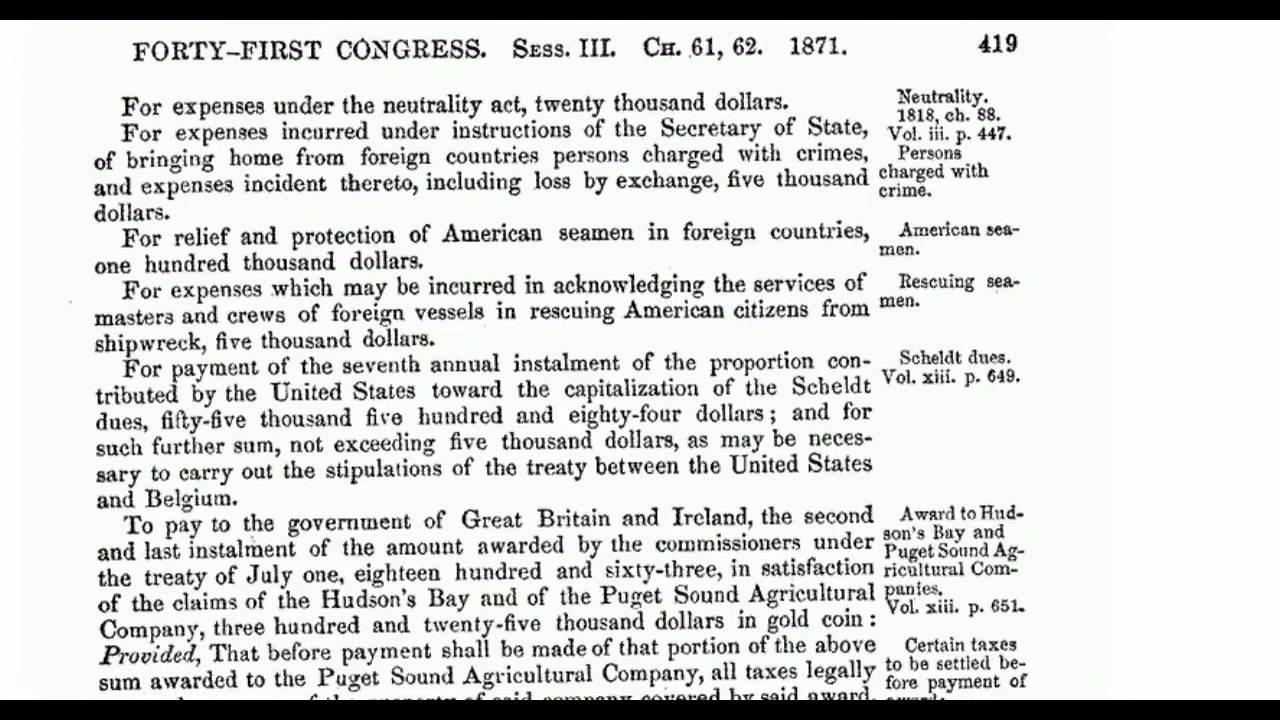 FORTY-FIRST CONGRESS. SESS. III. CH. 61, 62. 1871. 419
For expenses under the neutrality act, twenty thousand dollars.
For expenses incurred under instructions of the Secretary of State,
of bringing home from foreign countries persons charged with crimes,
and expenses incident thereto, including loss by exchange, five thousand
dollars.
For relief and protection of American seamen in foreign countries,
one hundred thousand dollars.
For expenses which may be incurred in acknowledging the services of
masters and crews of foreign vessels in rescuing American citizens from
shipwreck, five thousand dollars.
For payment of the seventh annual instalment of the proportion con-
tributed by the United States toward the capitalization of the Scheldt
dues, fifty-five thousand five hundred and eighty-four dollars; and for
such further sum, not exceeding five thousand dollars, as may be neces-
sary to carry out the stipulations of the treaty between the United States
and Belgium.
To pay to the government of Great Britain and Ireland, the second
and last instalment of the amount awarded by the commissioners under
the treaty of July one, eighteen hundred and sixty-three, in satisfaction
of the claims of the Hudson's Bay and of the Puget Sound Agricultural
Company, three hundred and twenty-five thousand dollars in gold coin:
Provided, That before payment shall be made of that portion of the above
sum awarded to the Puget Sound Agricultural Company, all taxes legally
of the property of said company covered by said award,
Neutrality.
1818, ch. 88.
Vol. iii. p. 447.
Persons
charged with
crime.
American sea-
men.
Rescuing sea-
men.
Scheldt dues.
Vol. xiii. p. 649.
Award to Hud-
son's Bay and
Puget Sound Ag-
ricultural Com-
panies.
Vol. xiii. p. 651.
Certain taxes
to be settled be-
fore payment of